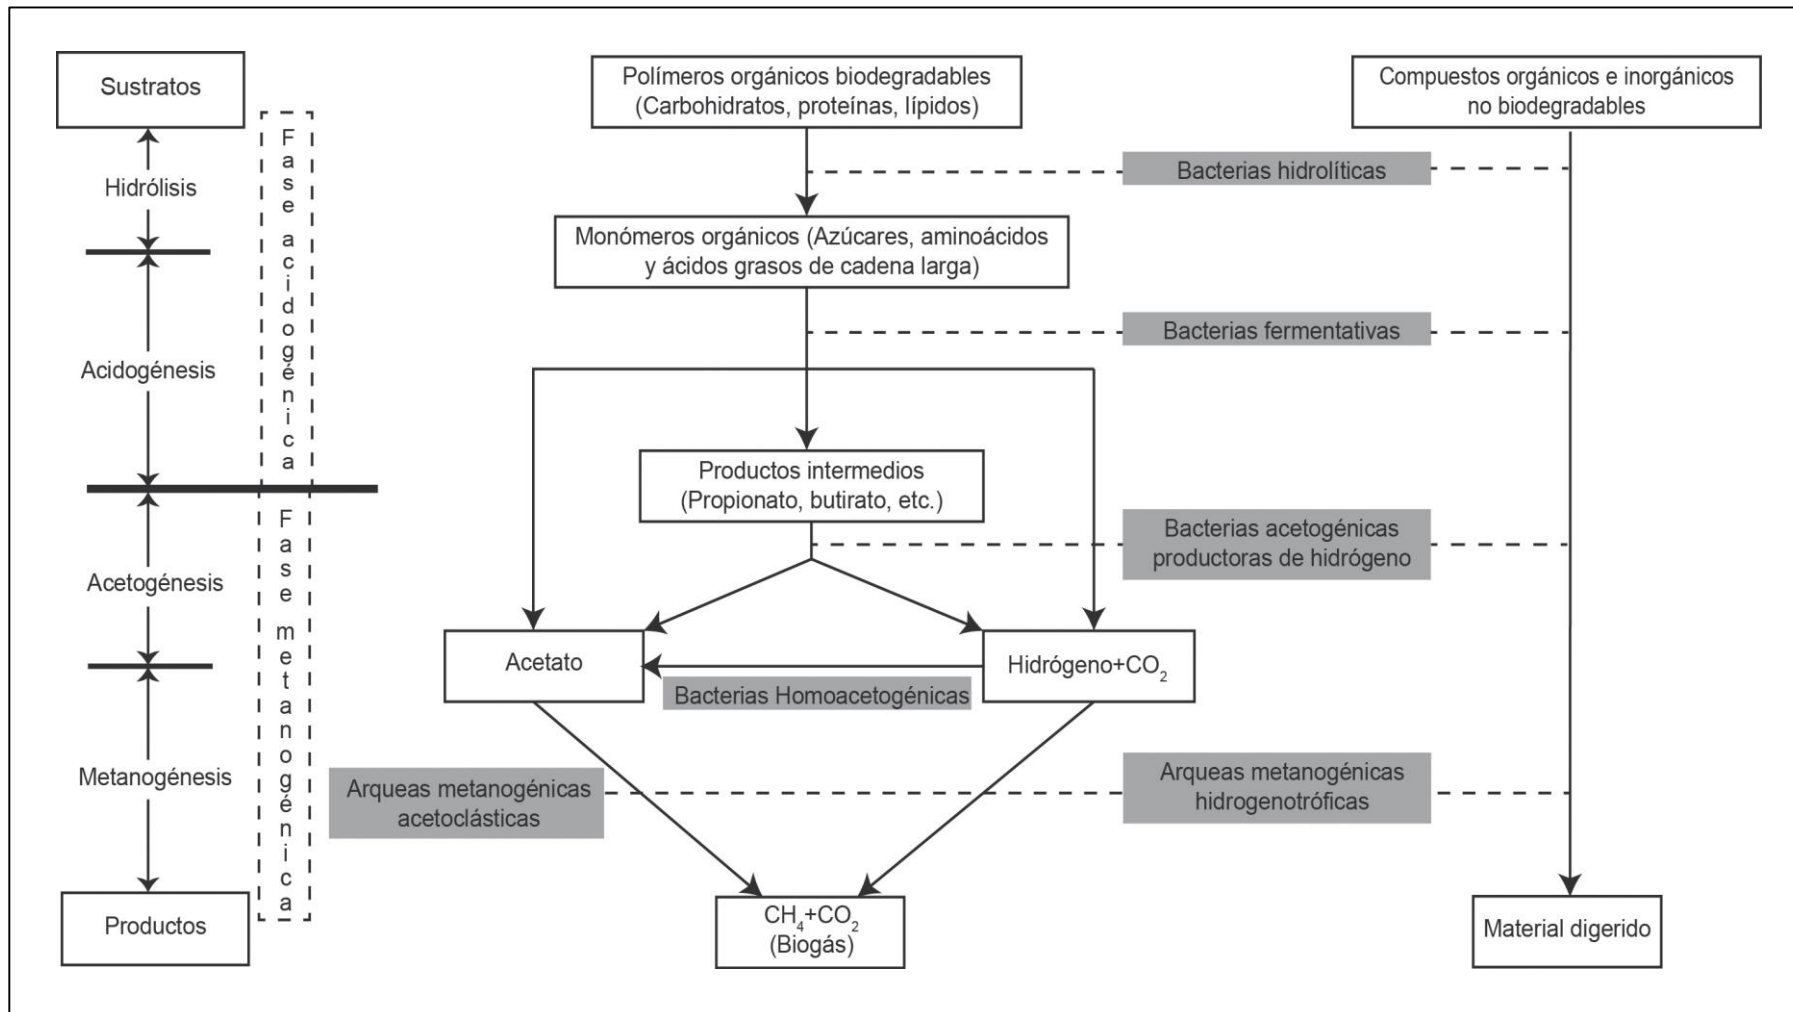 Sustratos
Hidrólisis
Acidogénesis
Acetogénesis
Metanogénesis
Productos
Fase acidogénica
Fase metanogénica
Polímeros orgánicos biodegradables
(Carbohidratos, proteínas, lípidos)
Compuestos orgánicos e inorgánicos
no biodegradables
Bacterias hidrolíticas
Monómeros orgánicos (Azúcares, aminoácidos
y ácidos grasos de cadena larga)
Bacterias fermentativas
Productos intermedios
(Propionato, butirato, etc.)
Bacterias acetogénicas
productoras de hidrógeno
Acetato
Hidrógeno+CO₂
Bacterias Homoacetogénicas
Arqueas metanogénicas
acetoclásticas
Arqueas metanogénicas
hidrogenotróficas
CH₄+CO₂
(Biogás)
Material digerido